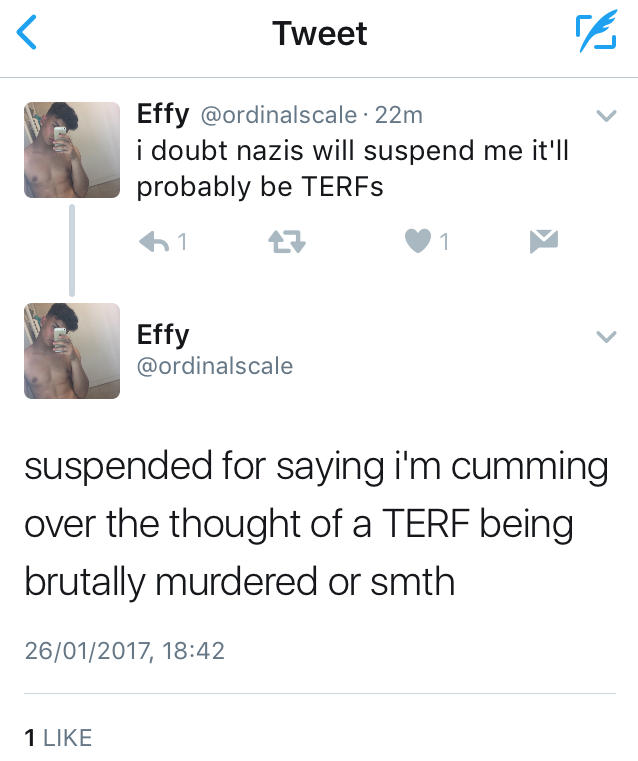 Tweet
Effy @ordinalscale · 22m
i doubt nazis will suspend me it'll
probably be TERFs
1
1
Effy
@ordinalscale
suspended for saying i'm cumming
over the thought of a TERF being
brutally murdered or smth
26/01/2017, 18:42
1 LIKE